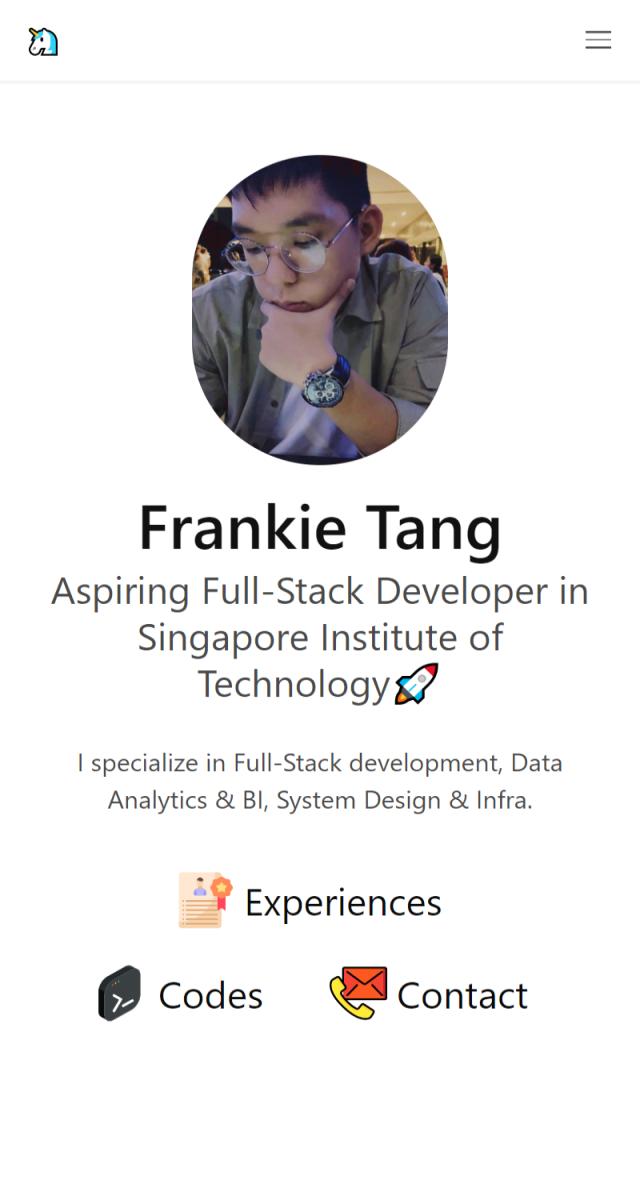 Frankie Tang
Aspiring Full-Stack Developer in
Singapore Institute of
Technology🚀
I specialize in Full-Stack development, Data
Analytics & BI, System Design & Infra.
Experiences
Codes
Contact